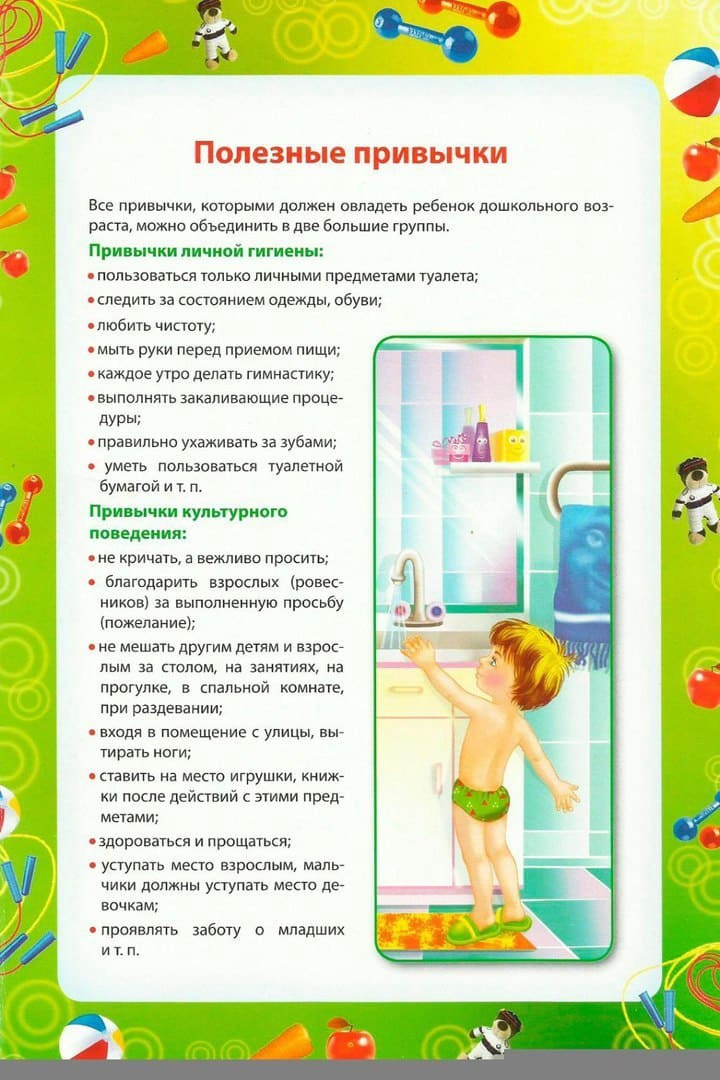 Полезные привычки
Все привычки, которыми должен овладеть ребенок дошкольного воз-
раста, можно объединить в две большие группы.
Привычки личной гигиены:
• пользоваться только личными предметами туалета;
• следить за состоянием одежды, обуви;
• любить чистоту;
• мыть руки перед приемом пищи;
• каждое утро делать гимнастику;
• выполнять закаливающие проце-
дуры;
• правильно ухаживать за зубами;
• уметь пользоваться туалетной
бумагой и т. п.
Привычки культурного
поведения:
• не кричать, а вежливо просить;
• благодарить взрослых (ровес-
ников) за выполненную просьбу
(пожелание);
• не мешать другим детям и взрос-
лым за столом, на занятиях, на
прогулке, в спальной комнате,
при раздевании;
• входя в помещение с улицы, вы-
тирать ноги;
• ставить на место игрушки, книж-
ки после действий с этими пред-
метами;
• здороваться и прощаться;
• уступать место взрослым, маль-
чики должны уступать место де-
вочкам;
• проявлять заботу о младших
и т. п.